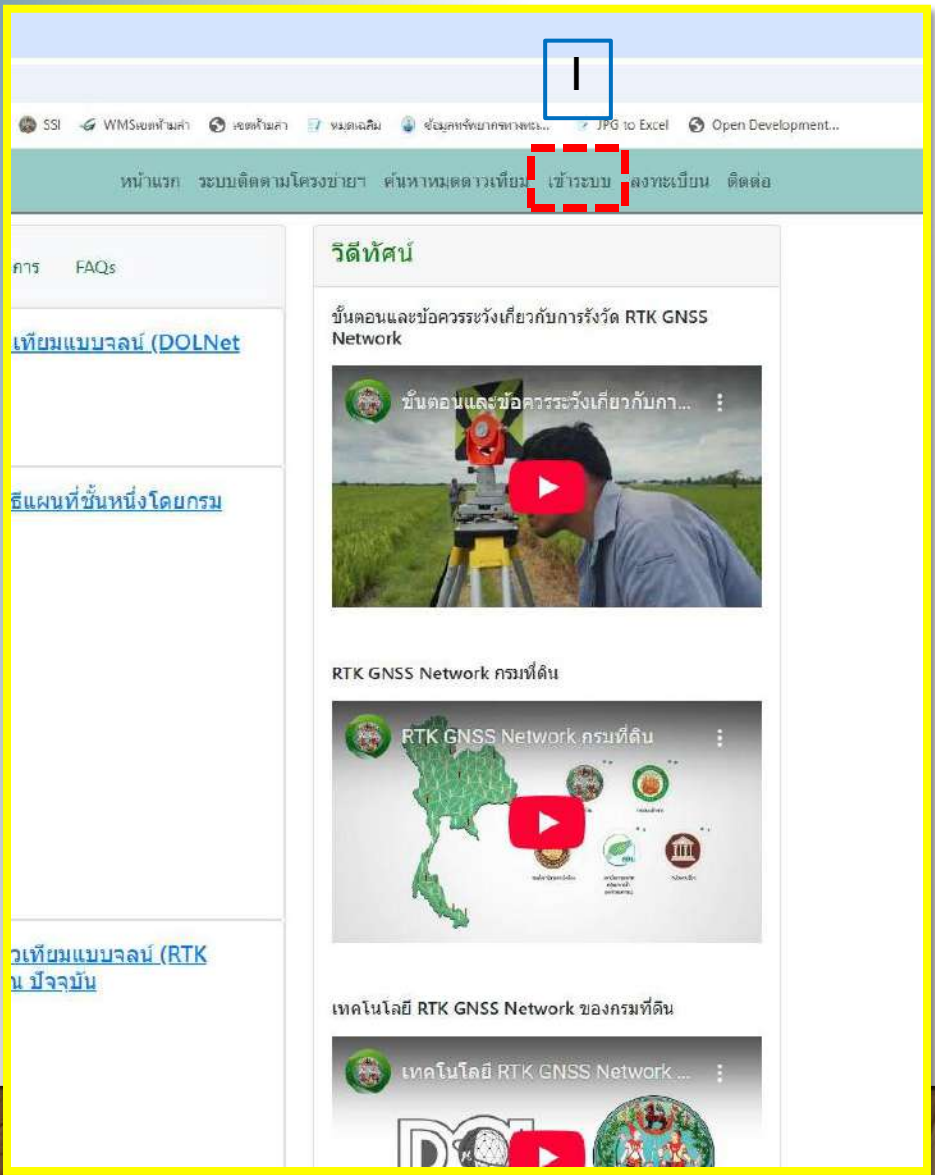 1
SSI WMSเขตห้ามล่า เขตห้ามล่า หมุดเฉลิม JPG to Excel Open Development...
หน้าแรก ระบบติดตามโครงข่ายฯ ค้นหาหมุดดาวเทียม เข้าระบบ ลงทะเบียน ติดต่อ
การ FAQs
วิดีทัศน์
ขั้นตอนและข้อควรระวังเกี่ยวกับการรังวัด RTK GNSS
Network
เทียมแบบจลน์ (DOLNet
ขั้นตอนและข้อควรระวังเกี่ยวกับกา...
ธีแผนที่ชั้นหนึ่งโดยกรม
RTK GNSS Network กรมที่ดิน
RTK GNSS Network กรมที่ดิน
วเทียมแบบจลน์ (RTK
ณ ปัจจุบัน
เทคโนโลยี RTK GNSS Network ของกรมที่ดิน
เทคโนโลยี RTK GNSS Network ...